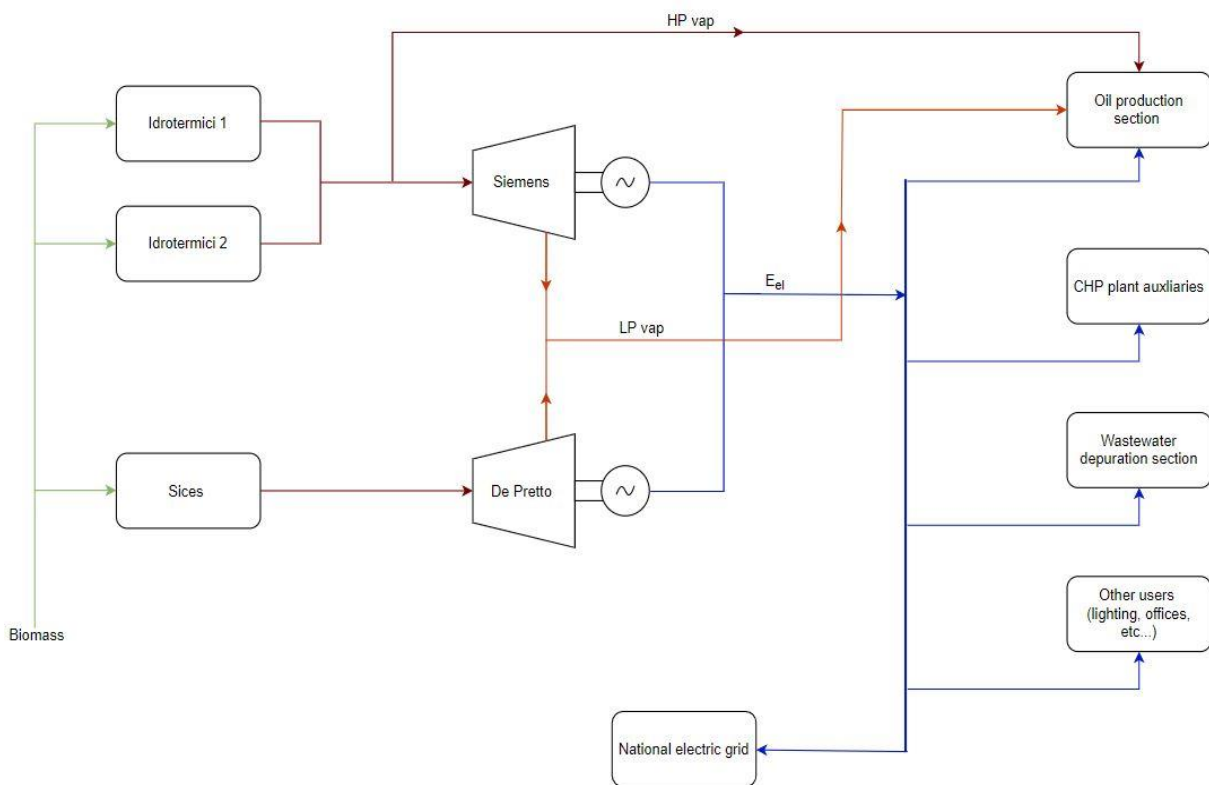 HP vap
Idrotermici 1
Oil production
section
Siemens
Idrotermici 2
CHP plant auxliaries
E_el
LP vap
Wastewater
depuration section
Sices
De Pretto
Other users
(lighting, offices,
etc...)
Biomass
National electric grid